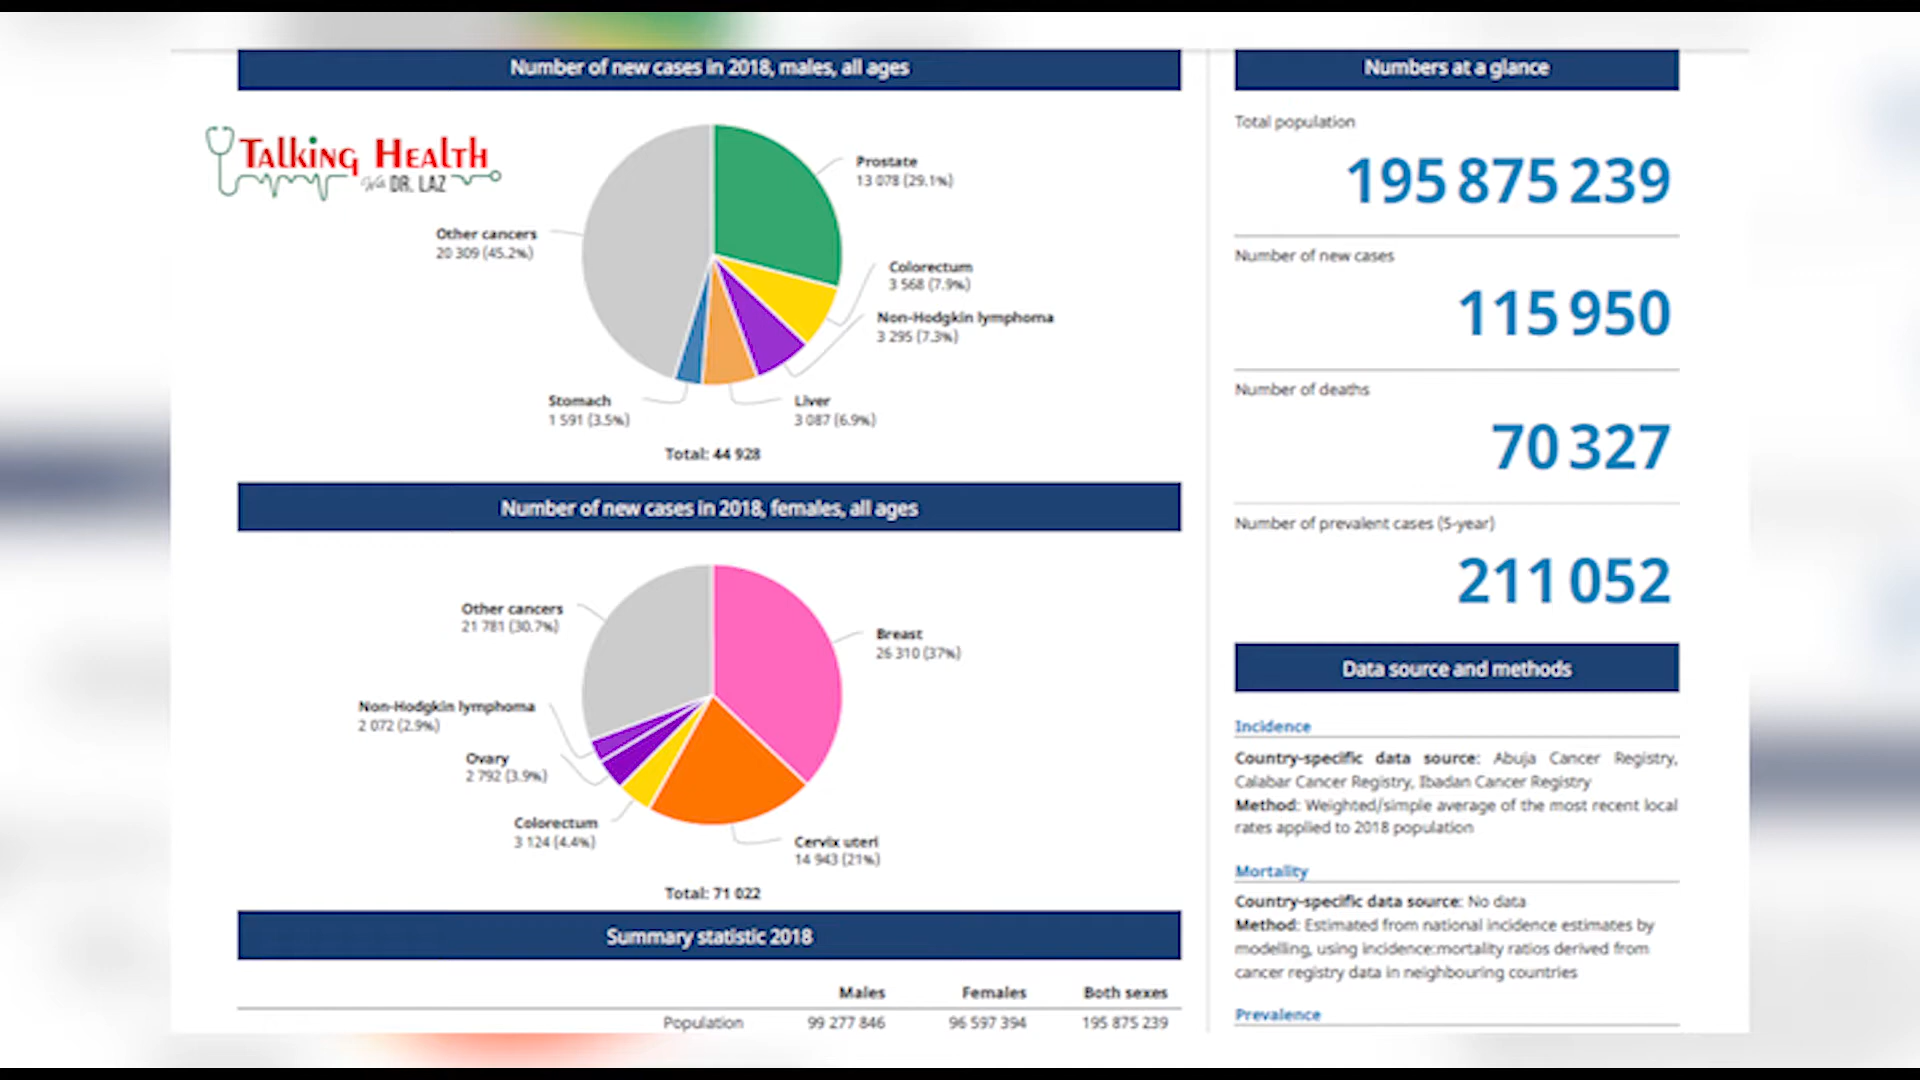 Number of new cases in 2018, males, all ages
Talking Health
With DR. LAZ
Prostate
13 078 (29.1%)
Other cancers
20 309 (45.2%)
Colorectum
3 568 (7.9%)
Non-Hodgkin lymphoma
3 295 (7.3%)
Stomach
1 591 (3.5%)
Liver
3 087 (6.9%)
Total: 44 928
Number of new cases in 2018, females, all ages
Other cancers
21 781 (30.7%)
Breast
26 310 (37%)
Non-Hodgkin lymphoma
2 072 (2.9%)
Ovary
2 792 (3.9%)
Colorectum
3 124 (4.4%)
Cervix uteri
14 943 (21%)
Total: 71 022
Summary statistic 2018
Males Females Both sexes
Population 99 277 846 96 597 394 195 875 239
Numbers at a glance
Total population
195 875 239
Number of new cases
115 950
Number of deaths
70 327
Number of prevalent cases (5-year)
211 052
Data source and methods
Incidence
Country-specific data source: Abuja Cancer Registry,
Calabar Cancer Registry, Ibadan Cancer Registry
Method: Weighted/simple average of the most recent local
rates applied to 2018 population
Mortality
Country-specific data source: No data
Method: Estimated from national incidence estimates by
modelling, using incidence:mortality ratios derived from
cancer registry data in neighbouring countries
Prevalence